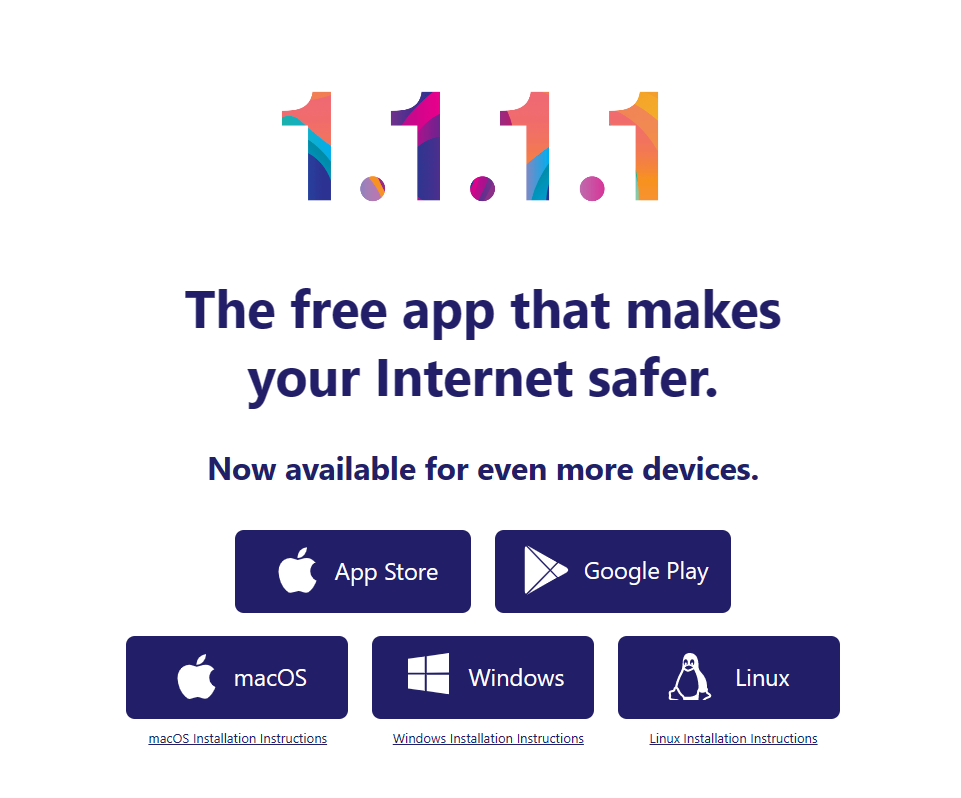 1.1.1.1
The free app that makes
your Internet safer.
Now available for even more devices.
App Store
Google Play
macOS
Windows
Linux
macOS Installation Instructions
Windows Installation Instructions
Linux Installation Instructions